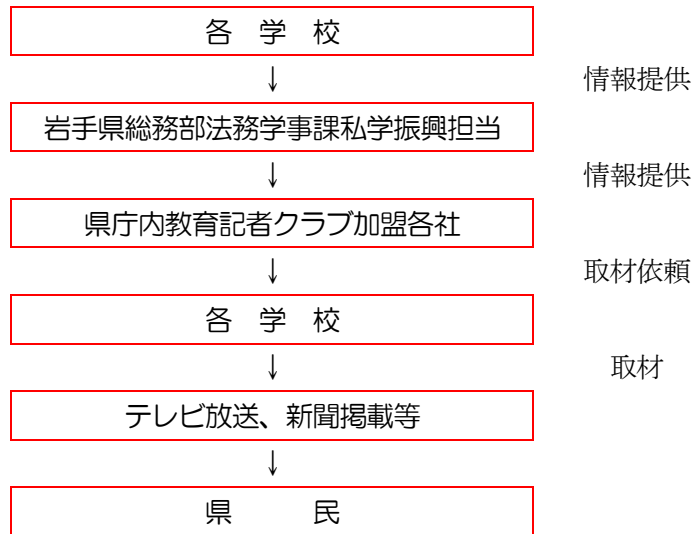 各　学　校
↓　情報提供
岩手県総務部法務学事課私学振興担当
↓　情報提供
県庁内教育記者クラブ加盟各社
↓　取材依頼
各　学　校
↓　取材
テレビ放送、新聞掲載等
↓
県　　　民